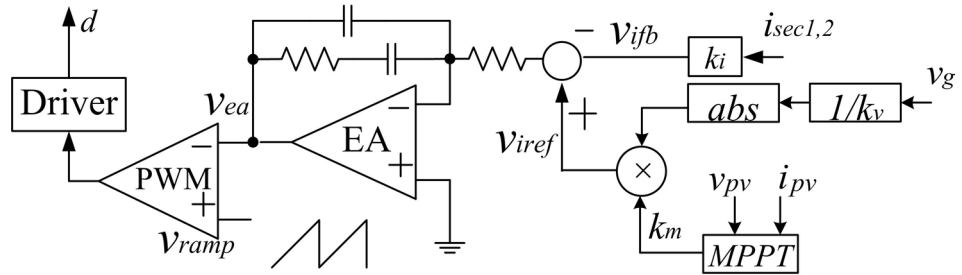 d
Driver
PWM
−
+
v_ramp
v_ea
EA
−
+
−
+
v_ifb
k_i
i_sec1,2
v_g
abs
1/k_v
v_iref
×
v_pv
i_pv
k_m
MPPT